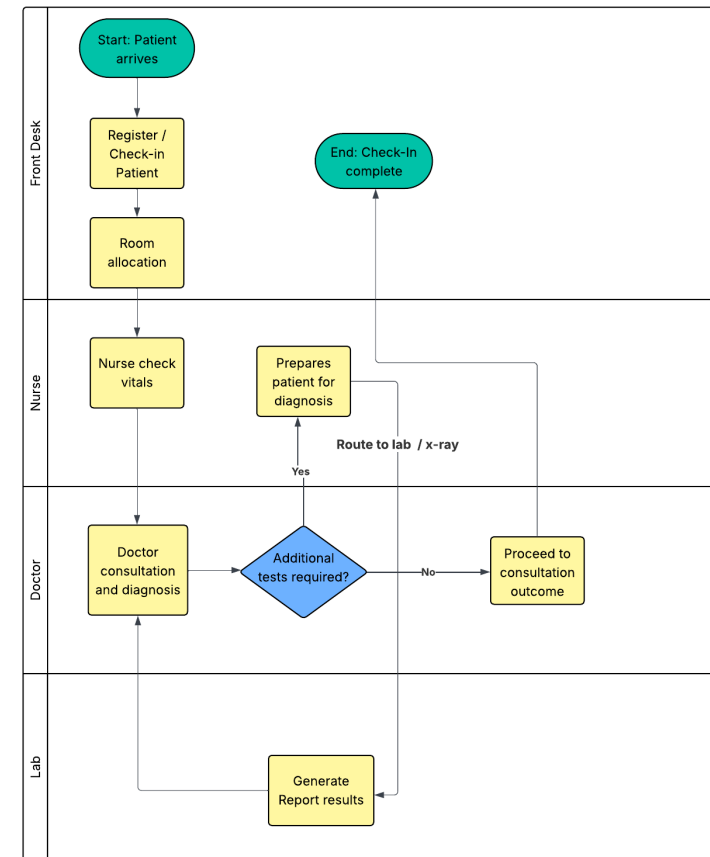 Front Desk
Start: Patient
arrives
Register /
Check-in
Patient
End: Check-In
complete
Room
allocation
Nurse
Nurse check
vitals
Prepares
patient for
diagnosis
Route to lab / x-ray
Yes
Doctor
Doctor
consultation
and diagnosis
Additional
tests required?
No
Proceed to
consultation
outcome
Lab
Generate
Report results